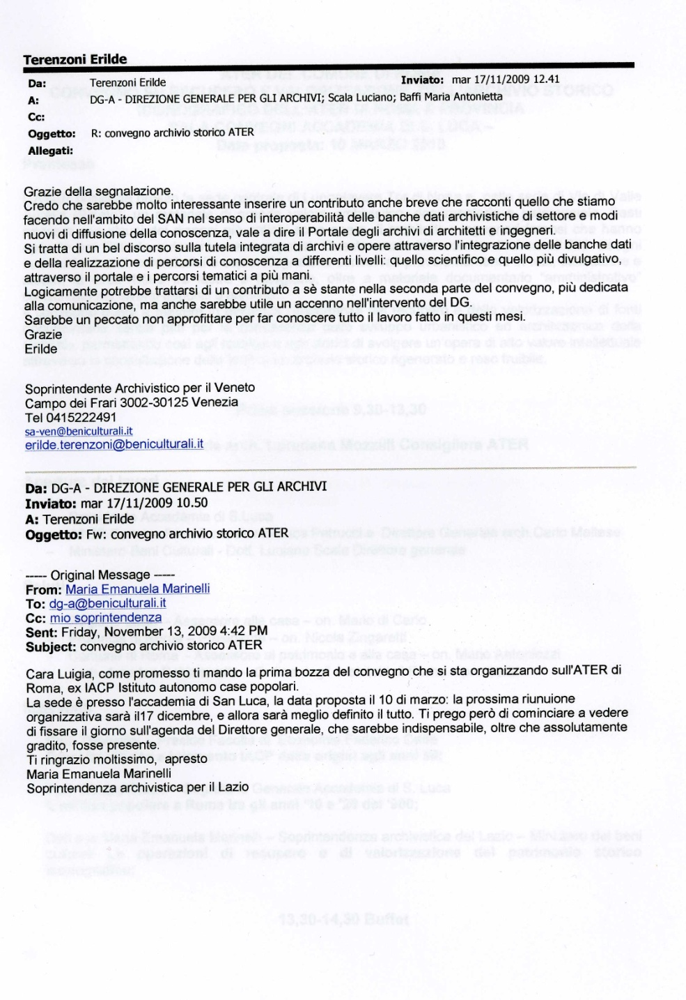 Terenzoni Erilde
Da: Terenzoni Erilde Inviato: mar 17/11/2009 12.41
A: DG-A - DIREZIONE GENERALE PER GLI ARCHIVI; Scala Luciano; Baffi Maria Antonietta
Cc:
Oggetto: R: convegno archivio storico ATER
Allegati:
Grazie della segnalazione.
Credo che sarebbe molto interessante inserire un contributo anche breve che racconti quello che stiamo
facendo nell'ambito del SAN nel senso di interoperabilità delle banche dati archivistiche di settore e modi
nuovi di diffusione della conoscenza, vale a dire il Portale degli archivi di architetti e ingegneri.
Si tratta di un bel discorso sulla tutela integrata di archivi e opere attraverso l'integrazione delle banche dati
e della realizzazione di percorsi di conoscenza a differenti livelli: quello scientifico e quello più divulgativo,
attraverso il portale e i percorsi tematici a più mani.
Logicamente potrebbe trattarsi di un contributo a sè stante nella seconda parte del convegno, più dedicata
alla comunicazione, ma anche sarebbe utile un accenno nell'intervento del DG.
Sarebbe un peccato non approfittare per far conoscere tutto il lavoro fatto in questi mesi.
Grazie
Erilde
Soprintendente Archivistico per il Veneto
Campo dei Frari 3002-30125 Venezia
Tel 0415222491
sa-ven@beniculturali.it
erilde.terenzoni@beniculturali.it
Da: DG-A - DIREZIONE GENERALE PER GLI ARCHIVI
Inviato: mar 17/11/2009 10.50
A: Terenzoni Erilde
Oggetto: Fw: convegno archivio storico ATER
----- Original Message -----
From: Maria Emanuela Marinelli
To: dg-a@beniculturali.it
Cc: mio soprintendenza
Sent: Friday, November 13, 2009 4:42 PM
Subject: convegno archivio storico ATER
Cara Luigia, come promesso ti mando la prima bozza del convegno che si sta organizzando sull'ATER di
Roma, ex IACP Istituto autonomo case popolari.
La sede è presso l'accademia di San Luca, la data proposta il 10 di marzo: la prossima riunuione
organizzativa sarà il17 dicembre, e allora sarà meglio definito il tutto. Ti prego però di cominciare a vedere
di fissare il giorno sull'agenda del Direttore generale, che sarebbe indispensabile, oltre che assolutamente
gradito, fosse presente.
Ti ringrazio moltissimo, apresto
Maria Emanuela Marinelli
Soprintendenza archivistica per il Lazio
13,30-14,30 Buffet